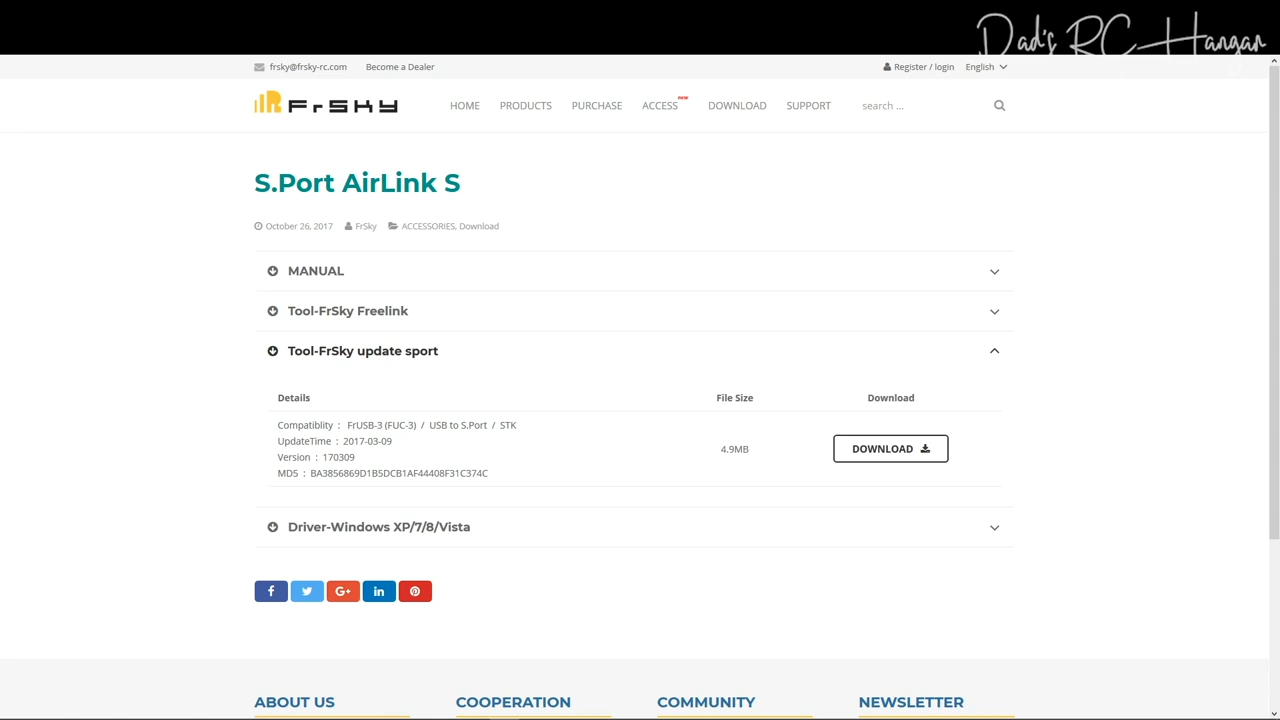 Dad's RC Hangar
frsky@frsky-rc.com Become a Dealer Register / login English
FrSky HOME PRODUCTS PURCHASE ACCESS new DOWNLOAD SUPPORT search ...
S.Port AirLink S
October 26, 2017 FrSky ACCESSORIES, Download
MANUAL
Tool-FrSky Freelink
Tool-FrSky update sport
Details File Size Download
Compatiblity : FrUSB-3 (FUC-3) / USB to S.Port / STK
UpdateTime : 2017-03-09
Version : 170309
MD5 : BA3856869D1B5DCB1AF44408F31C374C
4.9MB
DOWNLOAD
Driver-Windows XP/7/8/Vista
ABOUT US COOPERATION COMMUNITY NEWSLETTER